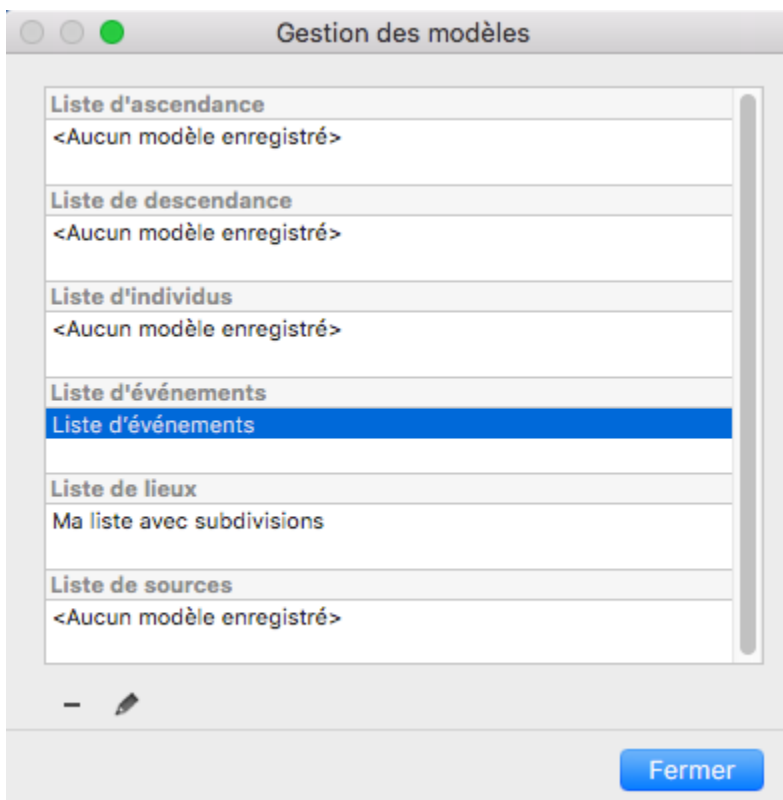 Gestion des modèles
Liste d'ascendance
<Aucun modèle enregistré>
Liste de descendance
<Aucun modèle enregistré>
Liste d'individus
<Aucun modèle enregistré>
Liste d'événements
Liste d’événements
Liste de lieux
Ma liste avec subdivisions
Liste de sources
<Aucun modèle enregistré>
Fermer